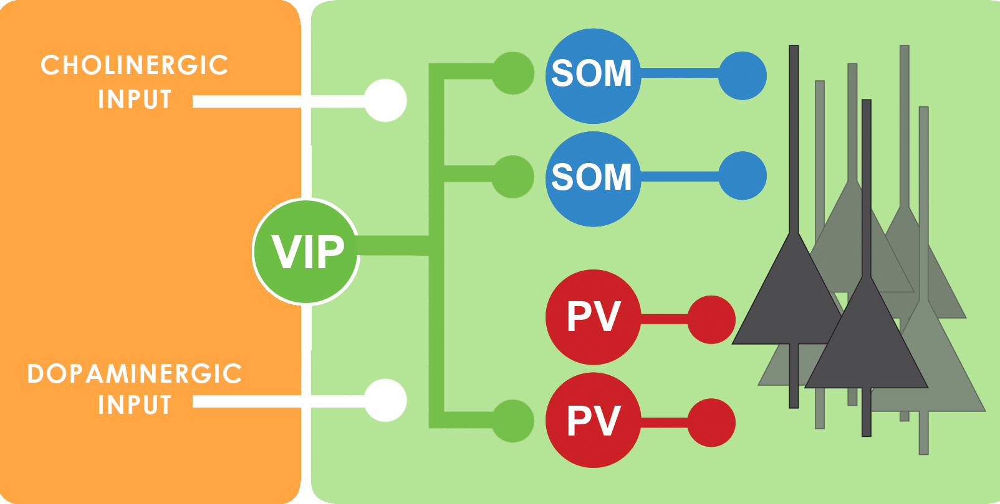 CHOLINERGIC
INPUT
SOM
SOM
VIP
PV
DOPAMINERGIC
INPUT
PV